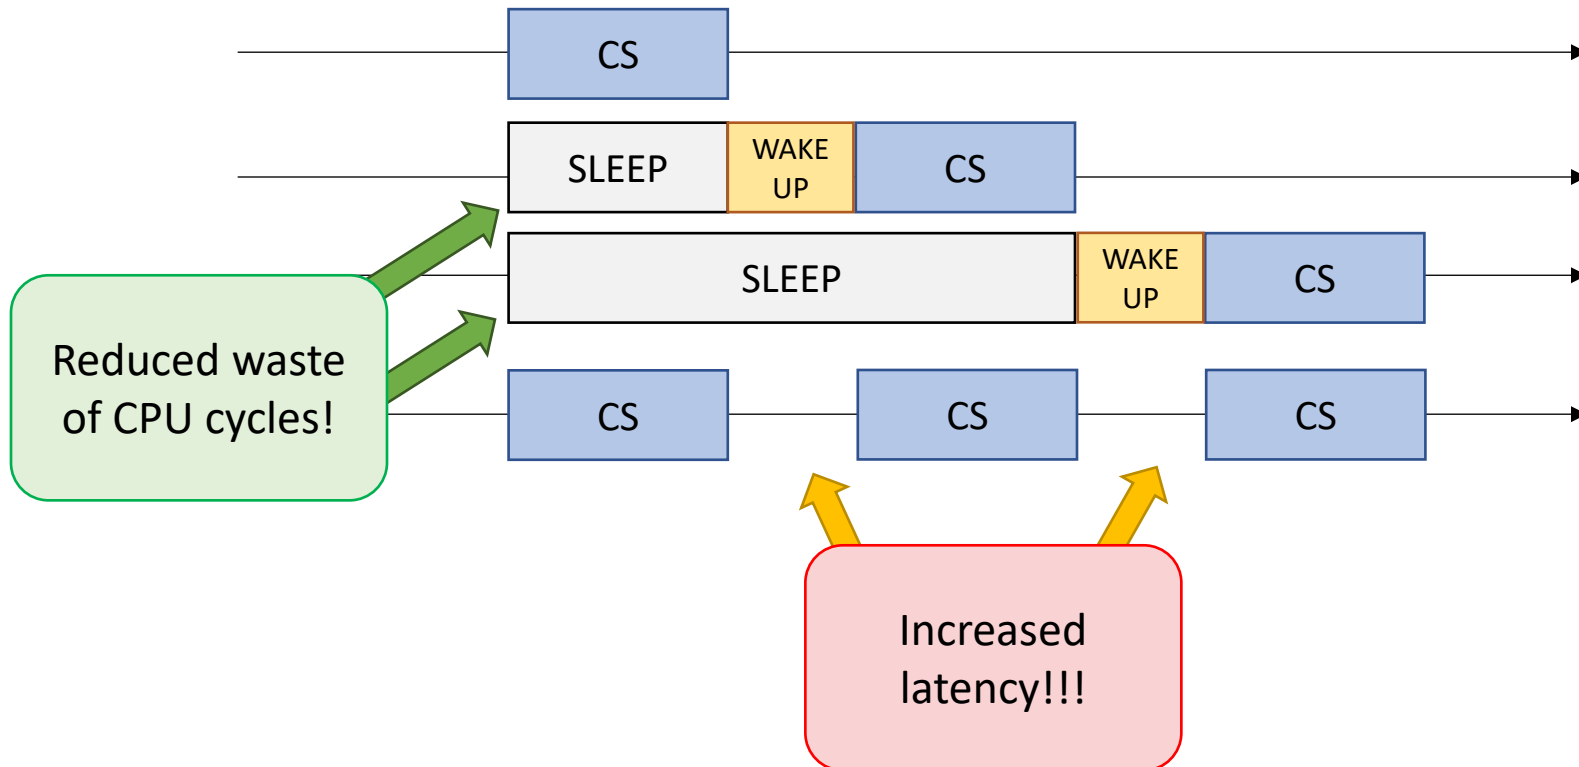 CS
SLEEP
WAKE
UP
CS
SLEEP
WAKE
UP
CS
Reduced waste
of CPU cycles!
CS
CS
CS
Increased
latency!!!